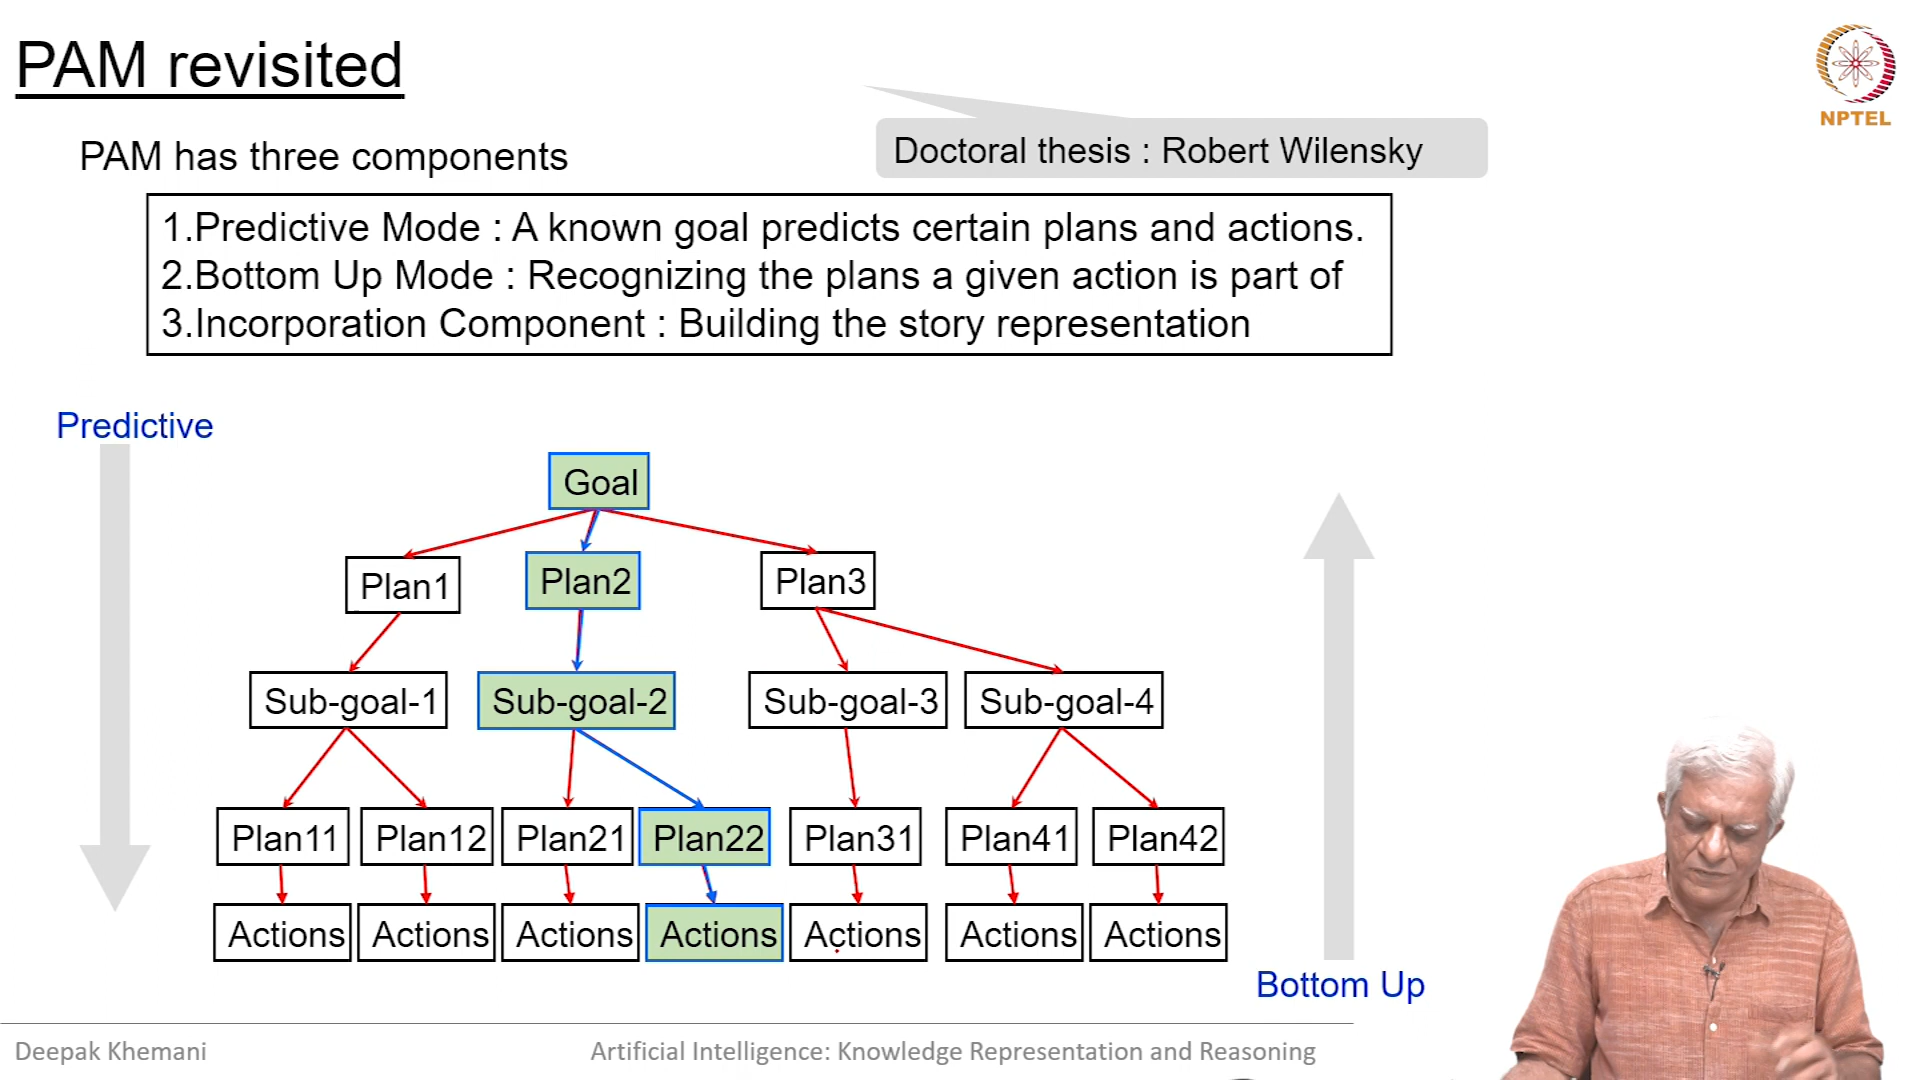 PAM revisited
NPTEL
PAM has three components
Doctoral thesis : Robert Wilensky
1.Predictive Mode : A known goal predicts certain plans and actions.
2.Bottom Up Mode : Recognizing the plans a given action is part of
3.Incorporation Component : Building the story representation
Predictive
Goal
Plan1 Plan2 Plan3
Sub-goal-1 Sub-goal-2 Sub-goal-3 Sub-goal-4
Plan11 Plan12 Plan21 Plan22 Plan31 Plan41 Plan42
Actions Actions Actions Actions Actions Actions Actions
Bottom Up
Deepak Khemani Artificial Intelligence: Knowledge Representation and Reasoning